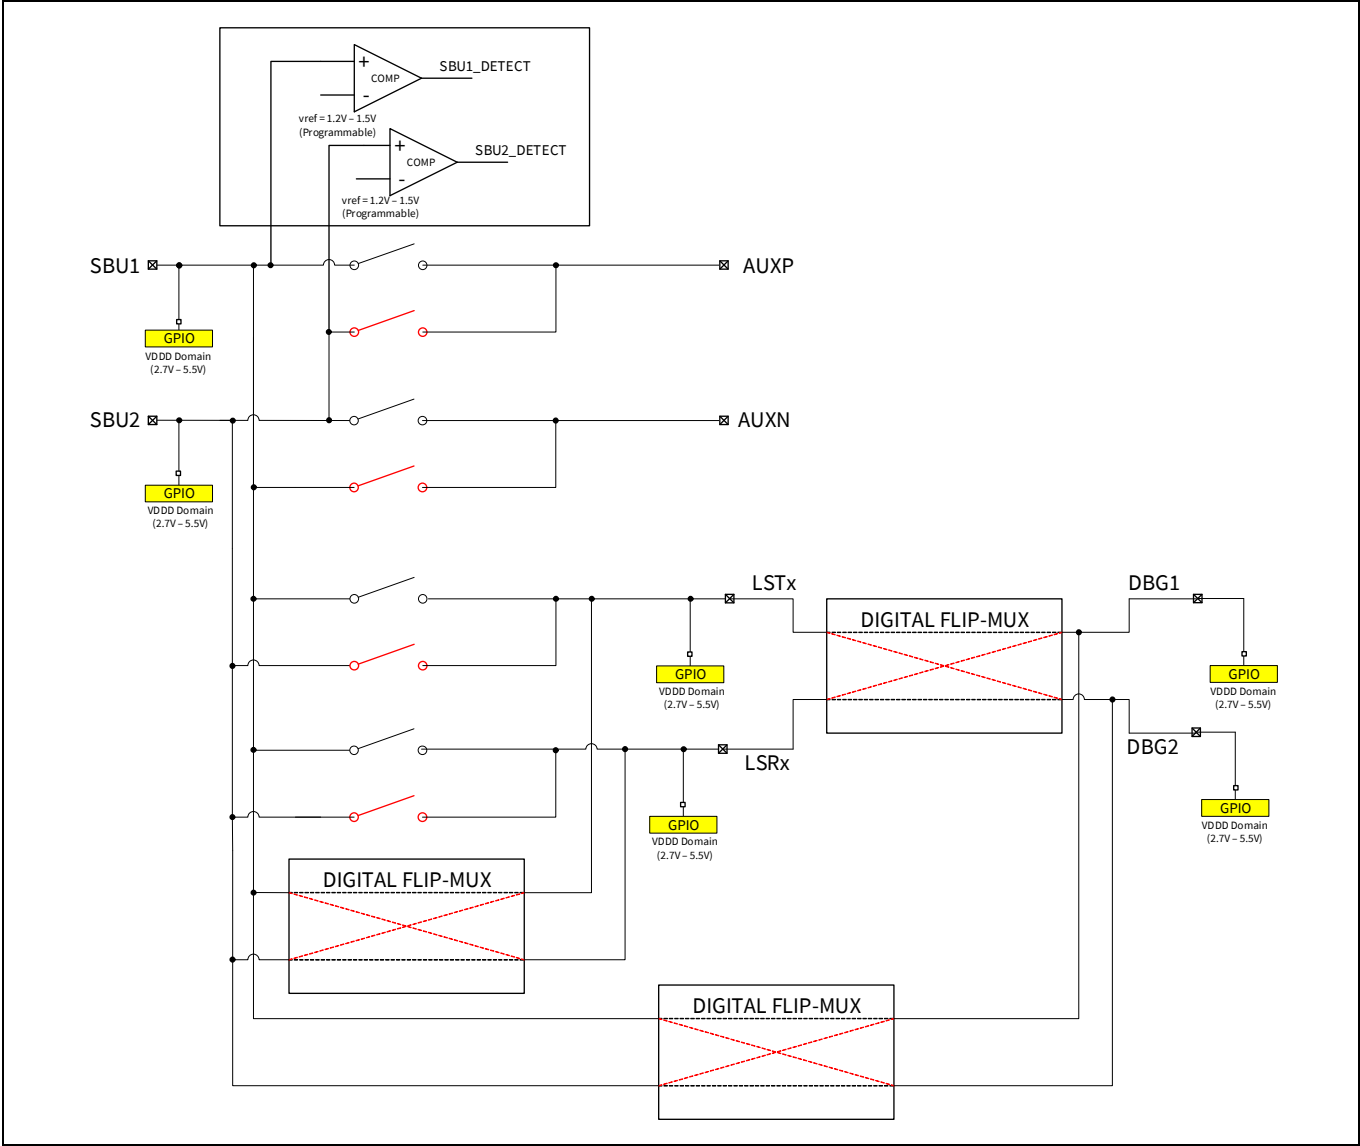 SBU1_DETECT
COMP
+
-
vref = 1.2V – 1.5V
(Programmable)
SBU2_DETECT
COMP
+
-
vref = 1.2V – 1.5V
(Programmable)
SBU1
AUXP
GPIO
VDDD Domain
(2.7V – 5.5V)
SBU2
AUXN
GPIO
VDDD Domain
(2.7V – 5.5V)
LSTx
DBG1
DIGITAL FLIP-MUX
GPIO
VDDD Domain
(2.7V – 5.5V)
GPIO
VDDD Domain
(2.7V – 5.5V)
LSRx
DBG2
GPIO
VDDD Domain
(2.7V – 5.5V)
GPIO
VDDD Domain
(2.7V – 5.5V)
DIGITAL FLIP-MUX
DIGITAL FLIP-MUX